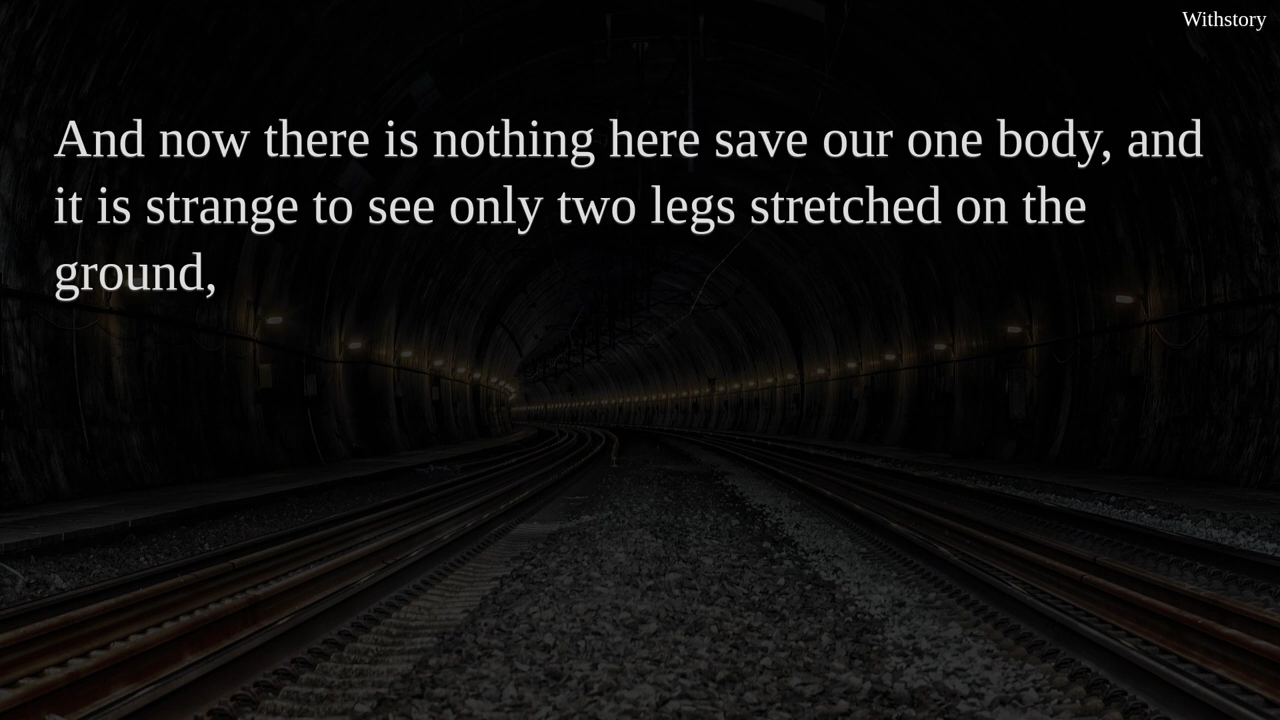 Withstory
And now there is nothing here save our one body, and
it is strange to see only two legs stretched on the
ground,